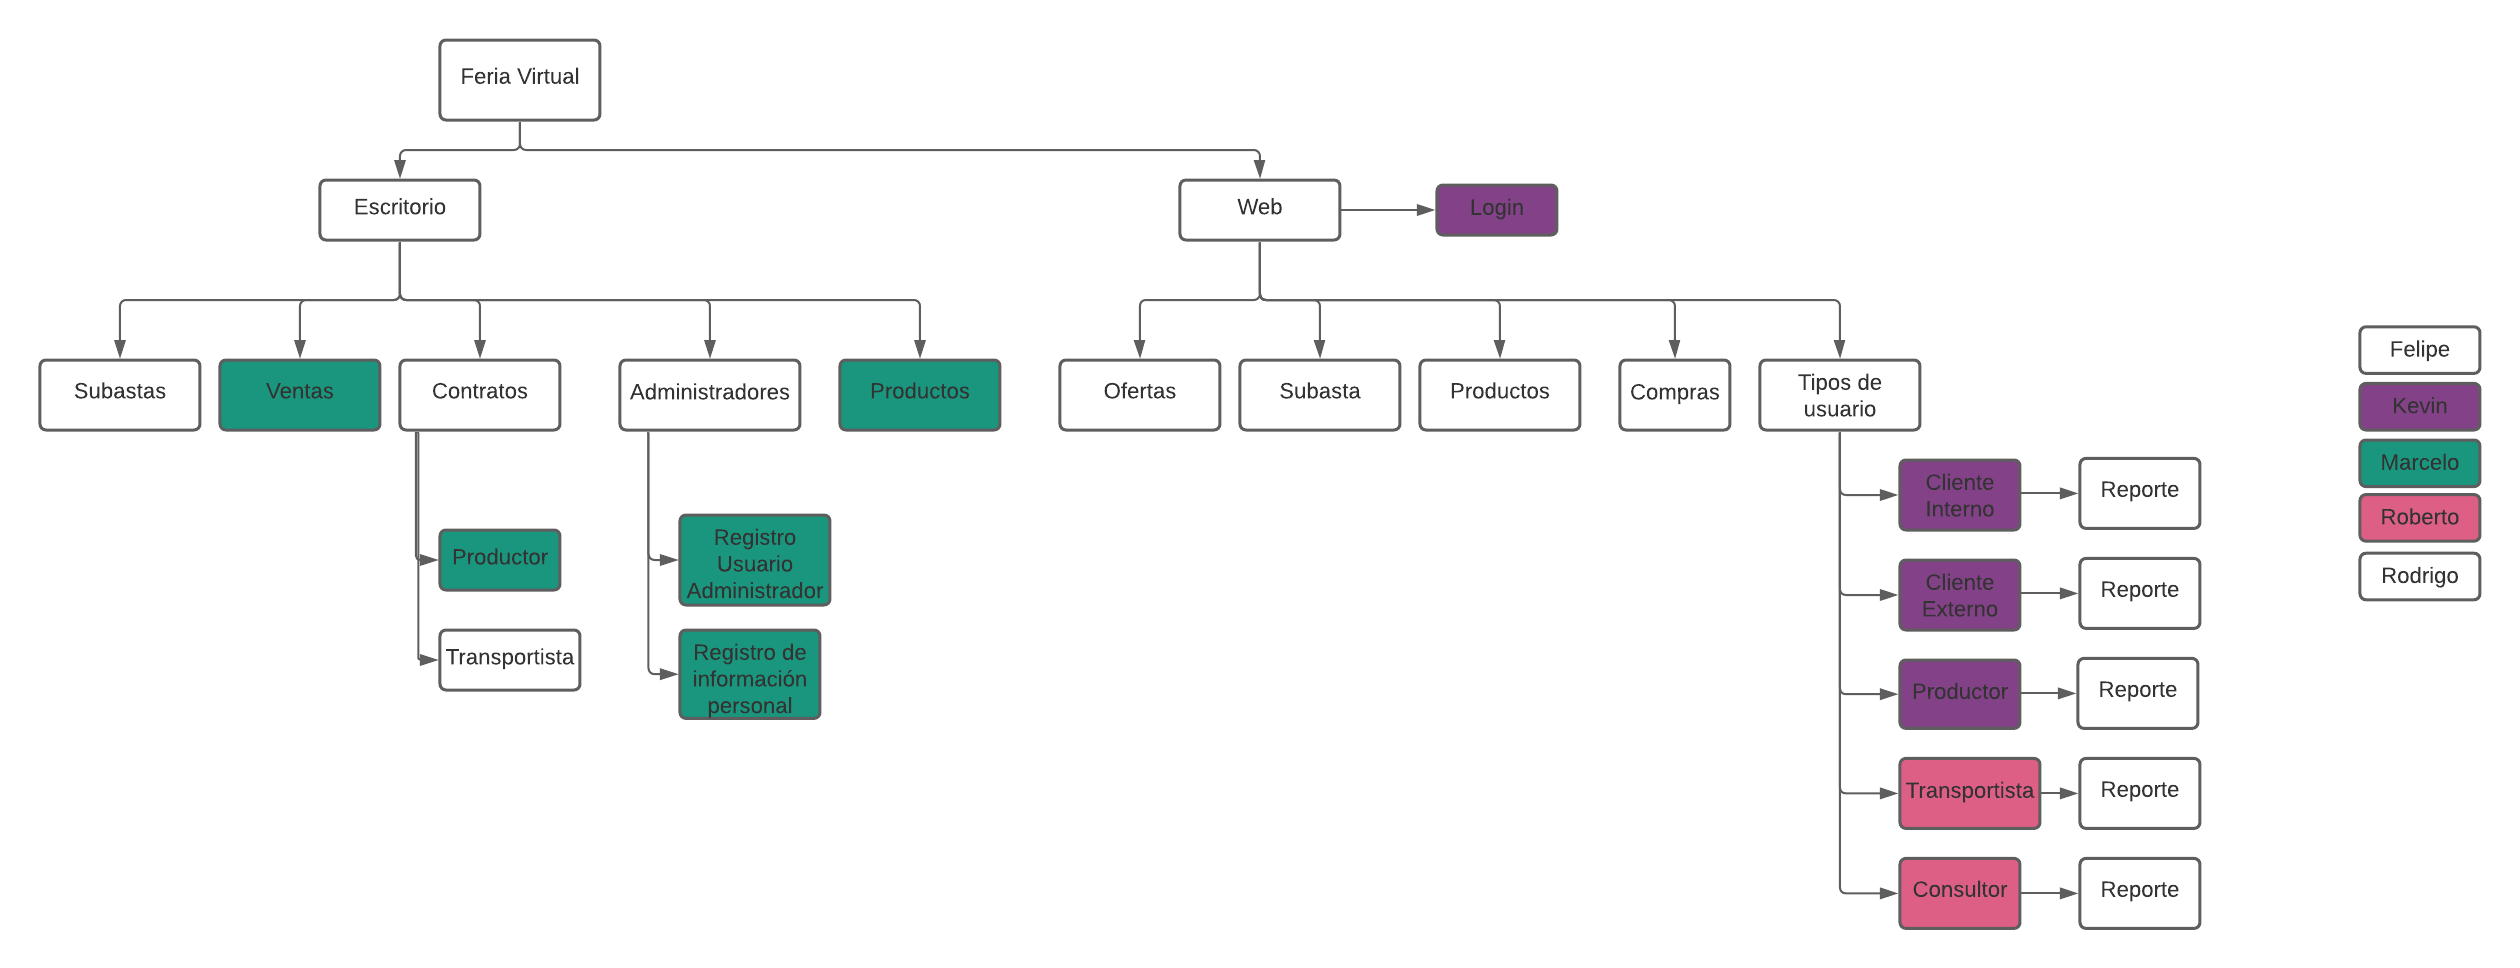 Feria Virtual
Escritorio
Web
Login
Subastas
Ventas
Contratos
Administradores
Productos
Ofertas
Subasta
Productos
Compras
Tipos de
usuario
Productor
Transportista
Registro
Usuario
Administrador
Registro de
información
personal
Cliente
Interno
Reporte
Cliente
Externo
Reporte
Productor
Reporte
Transportista
Reporte
Consultor
Reporte
Felipe
Kevin
Marcelo
Roberto
Rodrigo